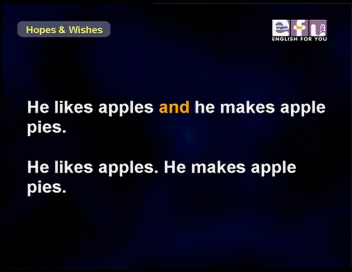 Hopes & Wishes
efu
ENGLISH FOR YOU
He likes apples and he makes apple
pies.
He likes apples. He makes apple
pies.